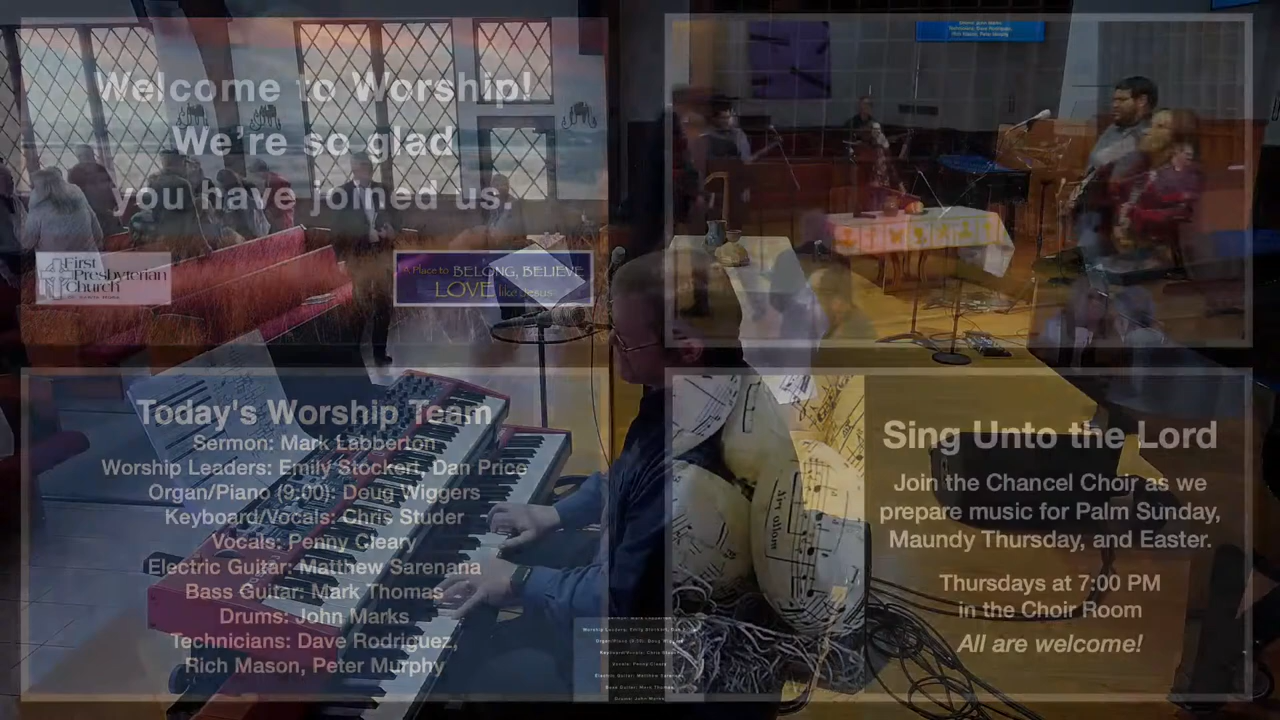 Welcome to Worship!
We're so glad
you have joined us.
First
Presbyterian
Church
A Place to BELONG, BELIEVE
LOVE like Jesus
Today's Worship Team
Sermon: Mark Labberton
Worship Leaders: Emily Stockert, Dan Price
Organ/Piano (9:00): Doug Wiggers
Keyboard/Vocals: Chris Studer
Vocals: Penny Cleary
Electric Guitar: Matthew Sarenana
Bass Guitar: Mark Thomas
Drums: John Marks
Technicians: Dave Rodriguez,
Rich Mason, Peter Murphy
Sing Unto the Lord
Join the Chancel Choir as we
prepare music for Palm Sunday,
Maundy Thursday, and Easter.
Thursdays at 7:00 PM
in the Choir Room
All are welcome!